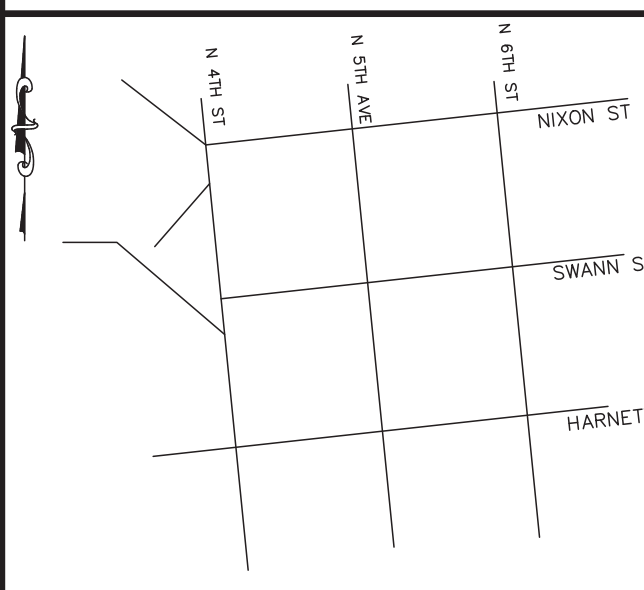 N 4TH ST
N 5TH AVE
N 6TH ST
NIXON ST
SWANN S
HARNET